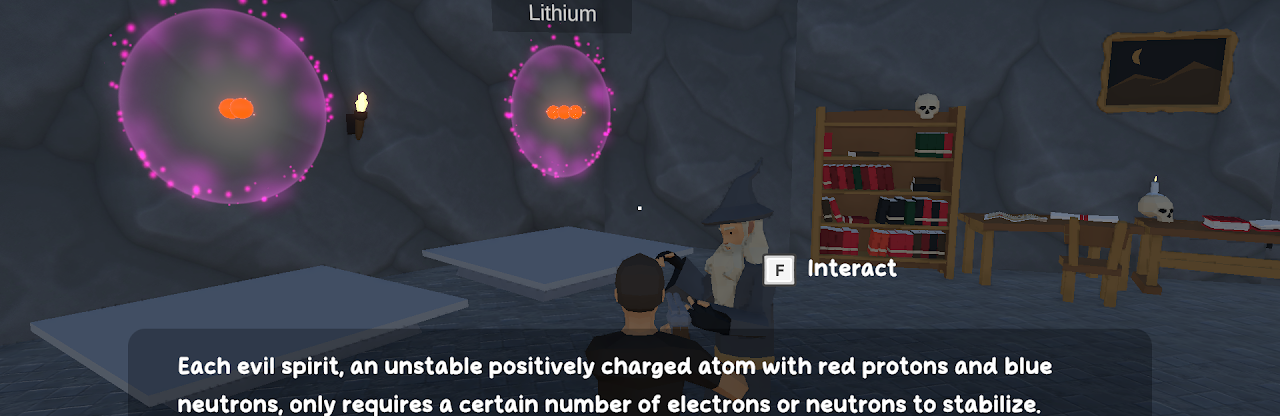 Lithium
F Interact
Each evil spirit, an unstable positively charged atom with red protons and blue
neutrons, only requires a certain number of electrons or neutrons to stabilize.